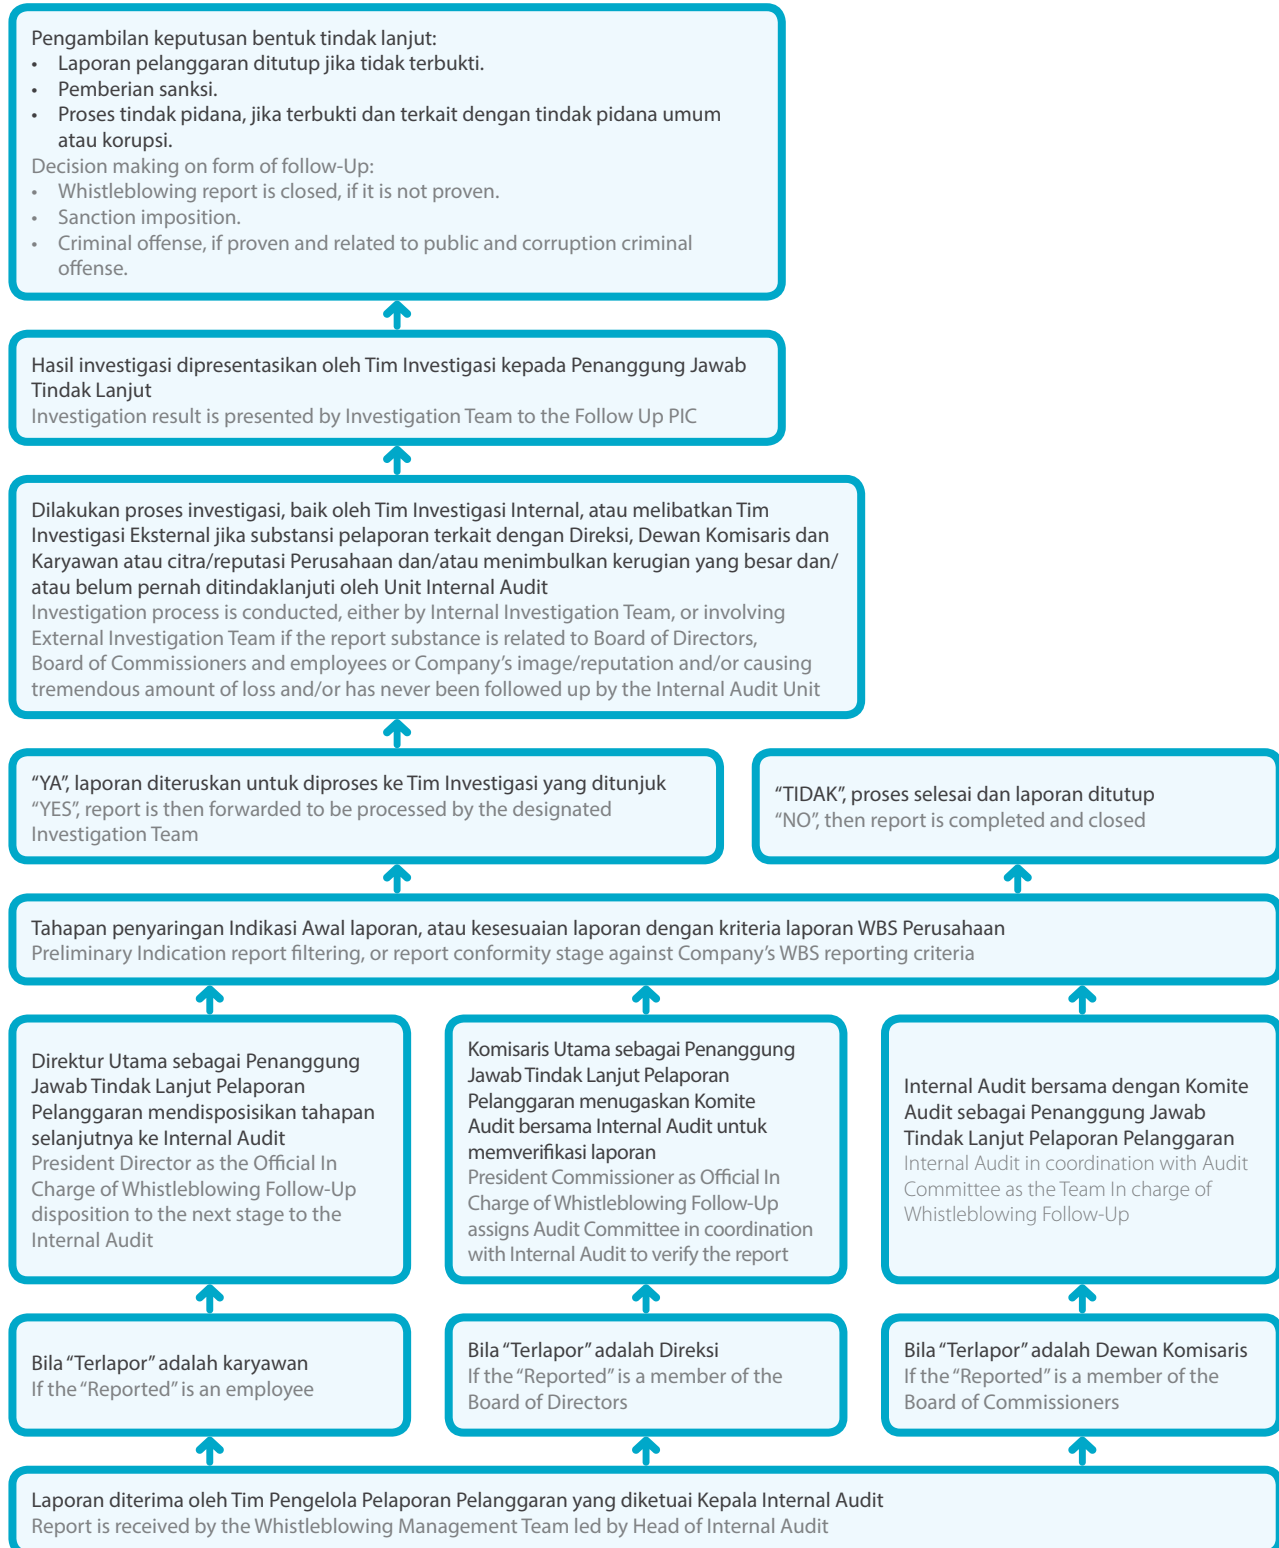 Pengambilan keputusan bentuk tindak lanjut:
• Laporan pelanggaran ditutup jika tidak terbukti.
• Pemberian sanksi.
• Proses tindak pidana, jika terbukti dan terkait dengan tindak pidana umum
atau korupsi.
Decision making on form of follow-Up:
• Whistleblowing report is closed, if it is not proven.
• Sanction imposition.
• Criminal offense, if proven and related to public and corruption criminal
offense.
Hasil investigasi dipresentasikan oleh Tim Investigasi kepada Penanggung Jawab
Tindak Lanjut
Investigation result is presented by Investigation Team to the Follow Up PIC
Dilakukan proses investigasi, baik oleh Tim Investigasi Internal, atau melibatkan Tim
Investigasi Eksternal jika substansi pelaporan terkait dengan Direksi, Dewan Komisaris dan
Karyawan atau citra/reputasi Perusahaan dan/atau menimbulkan kerugian yang besar dan/
atau belum pernah ditindaklanjuti oleh Unit Internal Audit
Investigation process is conducted, either by Internal Investigation Team, or involving
External Investigation Team if the report substance is related to Board of Directors,
Board of Commissioners and employees or Company's image/reputation and/or causing
tremendous amount of loss and/or has never been followed up by the Internal Audit Unit
“YA”, laporan diteruskan untuk diproses ke Tim Investigasi yang ditunjuk
“YES”, report is then forwarded to be processed by the designated
Investigation Team
“TIDAK”, proses selesai dan laporan ditutup
“NO”, then report is completed and closed
Tahapan penyaringan Indikasi Awal laporan, atau kesesuaian laporan dengan kriteria laporan WBS Perusahaan
Preliminary Indication report filtering, or report conformity stage against Company's WBS reporting criteria
Direktur Utama sebagai Penanggung
Jawab Tindak Lanjut Pelaporan
Pelanggaran mendisposisikan tahapan
selanjutnya ke Internal Audit
President Director as the Official In
Charge of Whistleblowing Follow-Up
disposition to the next stage to the
Internal Audit
Komisaris Utama sebagai Penanggung
Jawab Tindak Lanjut Pelaporan
Pelanggaran menugaskan Komite
Audit bersama Internal Audit untuk
memverifikasi laporan
President Commissioner as Official In
Charge of Whistleblowing Follow-Up
assigns Audit Committee in coordination
with Internal Audit to verify the report
Internal Audit bersama dengan Komite
Audit sebagai Penanggung Jawab
Tindak Lanjut Pelaporan Pelanggaran
Internal Audit in coordination with Audit
Committee as the Team In charge of
Whistleblowing Follow-Up
Bila “Terlapor” adalah karyawan
If the “Reported” is an employee
Bila “Terlapor” adalah Direksi
If the “Reported” is a member of the
Board of Directors
Bila “Terlapor” adalah Dewan Komisaris
If the “Reported” is a member of the
Board of Commissioners
Laporan diterima oleh Tim Pengelola Pelaporan Pelanggaran yang diketuai Kepala Internal Audit
Report is received by the Whistleblowing Management Team led by Head of Internal Audit